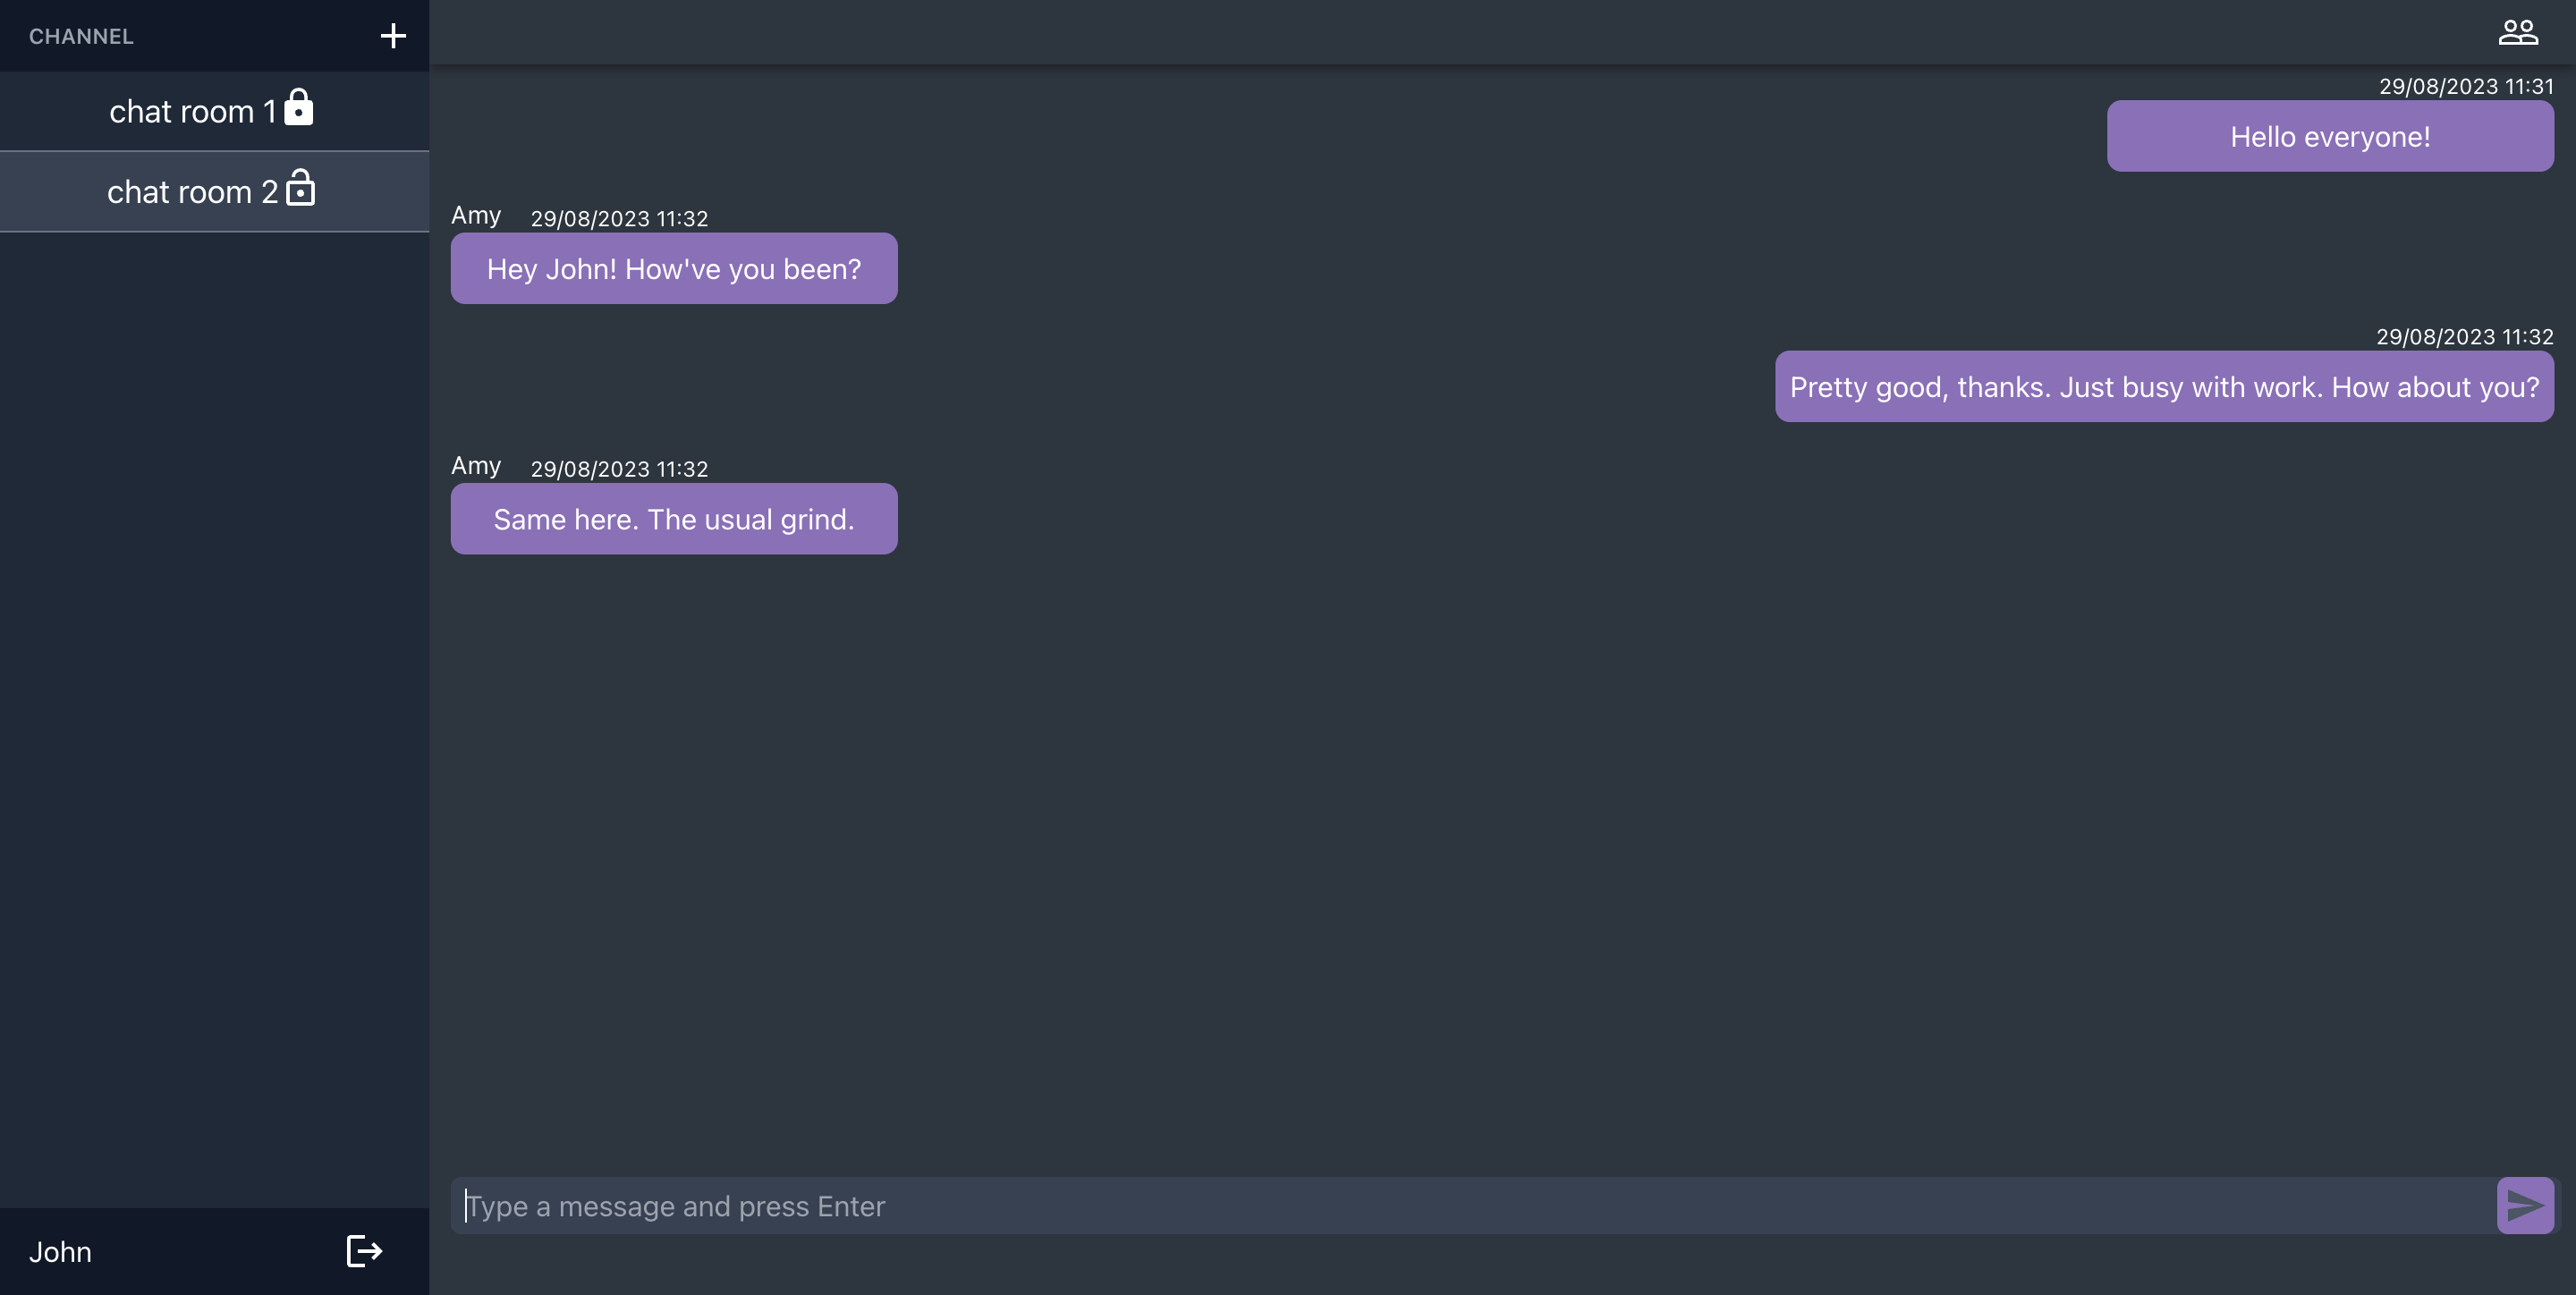 CHANNEL
chat room 1
chat room 2
John
29/08/2023 11:31
Hello everyone!
Amy 29/08/2023 11:32
Hey John! How've you been?
29/08/2023 11:32
Pretty good, thanks. Just busy with work. How about you?
Amy 29/08/2023 11:32
Same here. The usual grind.
Type a message and press Enter